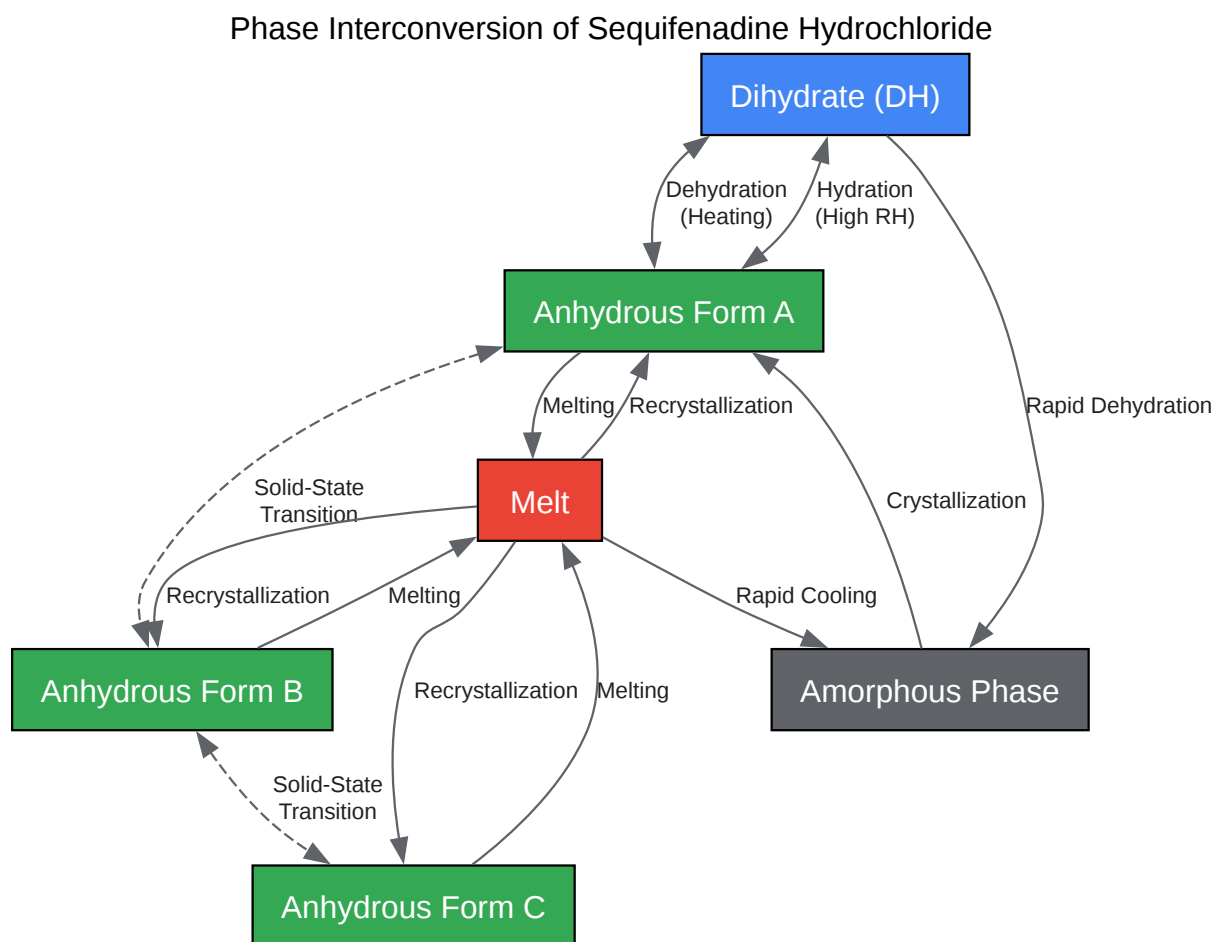 Phase Interconversion of Sequifenadine Hydrochloride
Dihydrate (DH)
Dehydration
(Heating)
Hydration
(High RH)
Anhydrous Form A
Melting
Recrystallization
Rapid Dehydration
Solid-State
Transition
Melt
Crystallization
Recrystallization
Melting
Rapid Cooling
Anhydrous Form B
Recrystallization
Melting
Amorphous Phase
Solid-State
Transition
Anhydrous Form C